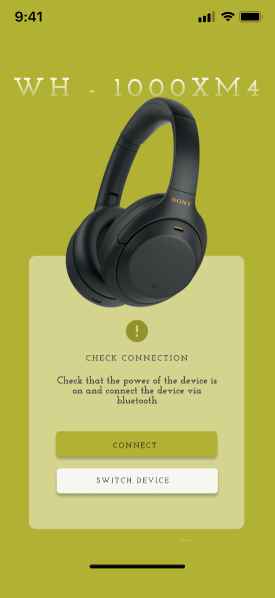 9:41
WH - 1000XM4
SONY
CHECK CONNECTION
Check that the power of the device is
on and connect the device via
bluetooth
CONNECT
SWITCH DEVICE